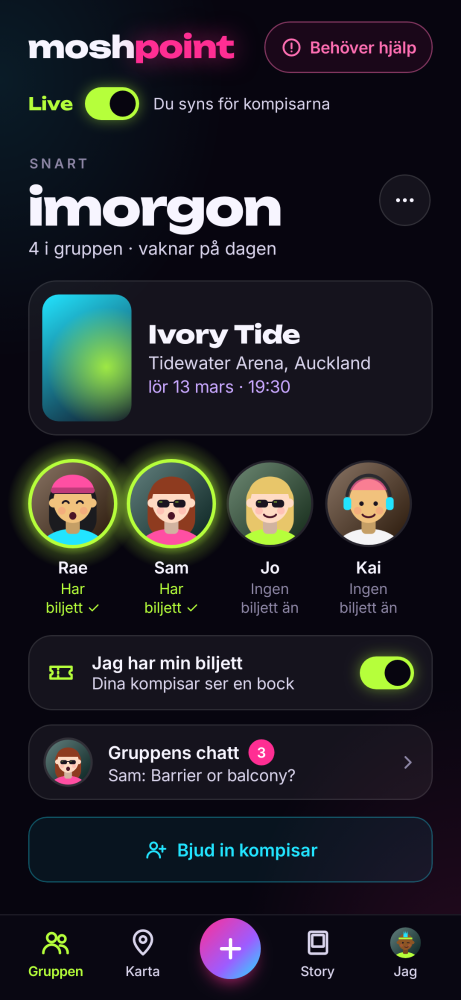 moshpoint
Behöver hjälp
Live
Du syns för kompisarna
SNART
imorgon
4 i gruppen · vaknar på dagen
Ivory Tide
Tidewater Arena, Auckland
lör 13 mars · 19:30
Rae
Har
biljett ✓
Sam
Har
biljett ✓
Jo
Ingen
biljett än
Kai
Ingen
biljett än
Jag har min biljett
Dina kompisar ser en bock
Gruppens chatt 3
Sam: Barrier or balcony?
Bjud in kompisar
Gruppen
Karta
Story
Jag